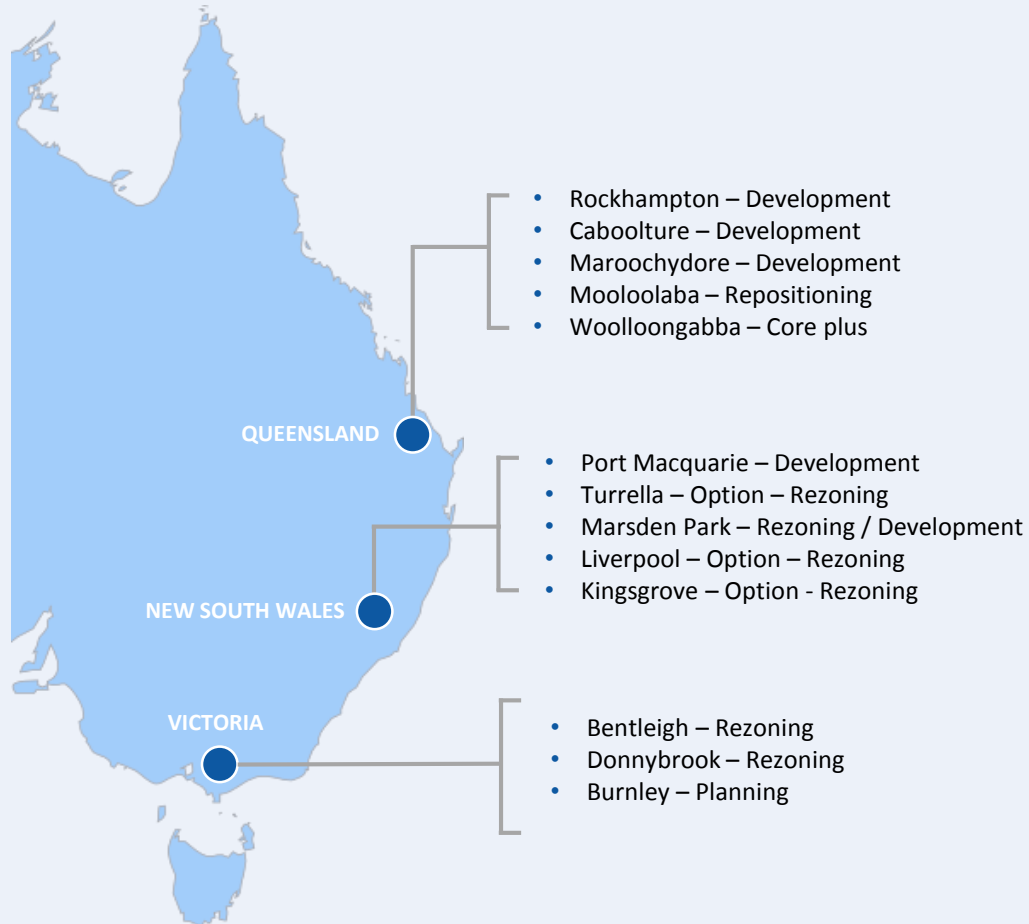 • Rockhampton – Development
• Caboolture – Development
• Maroochydore – Development
• Mooloolaba – Repositioning
• Woolloongabba – Core plus
QUEENSLAND
• Port Macquarie – Development
• Turrella – Option – Rezoning
• Marsden Park – Rezoning / Development
• Liverpool – Option – Rezoning
• Kingsgrove – Option - Rezoning
NEW SOUTH WALES
VICTORIA
• Bentleigh – Rezoning
• Donnybrook – Rezoning
• Burnley – Planning